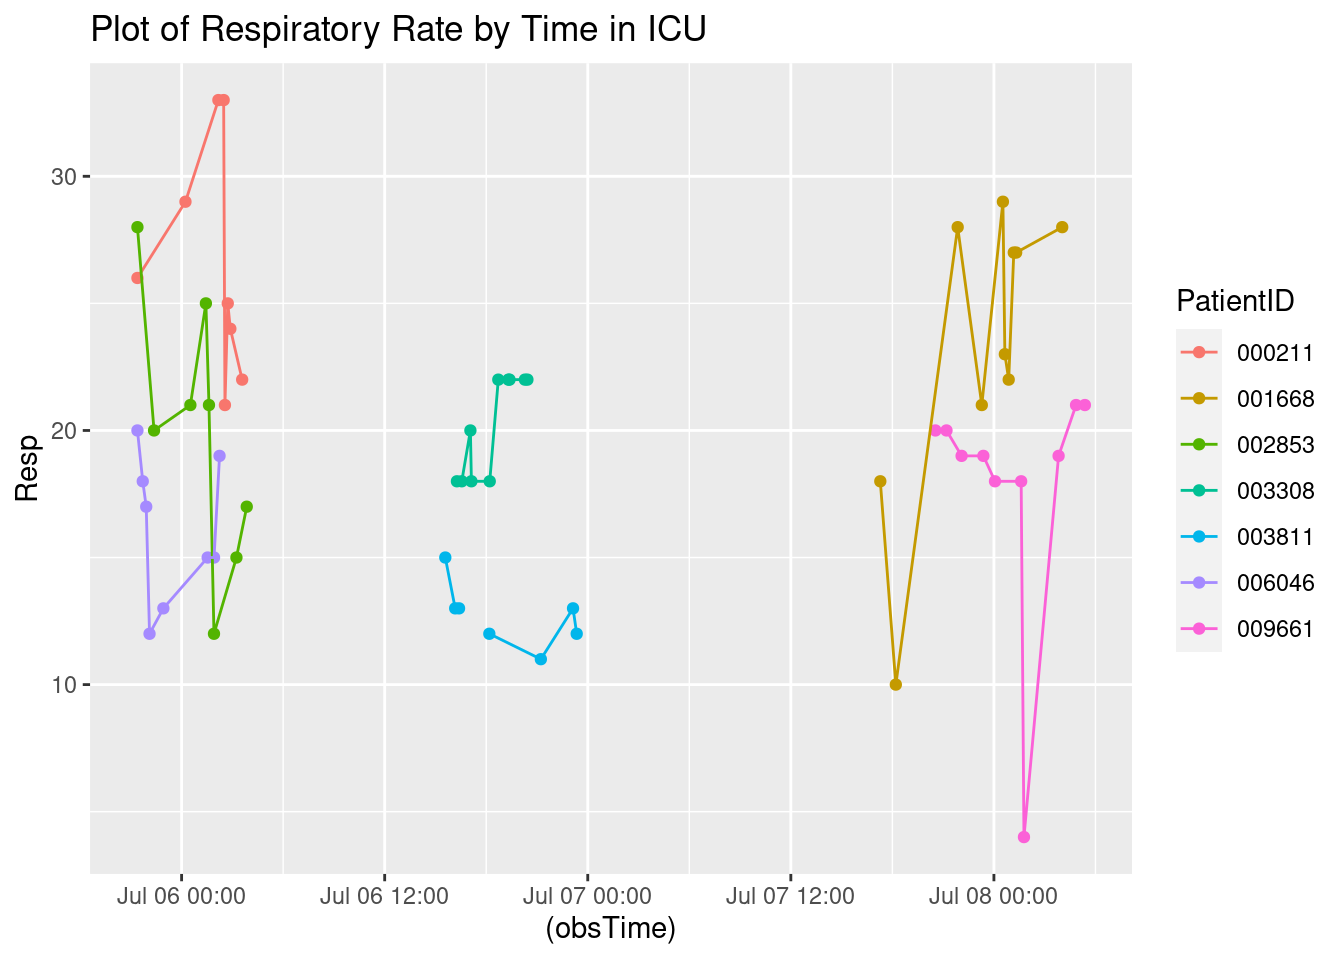 Plot of Respiratory Rate by Time in ICU
Resp
30
20
10
Jul 06 00:00
Jul 06 12:00
Jul 07 00:00
Jul 07 12:00
Jul 08 00:00
(obsTime)
PatientID
000211
001668
002853
003308
003811
006046
009661